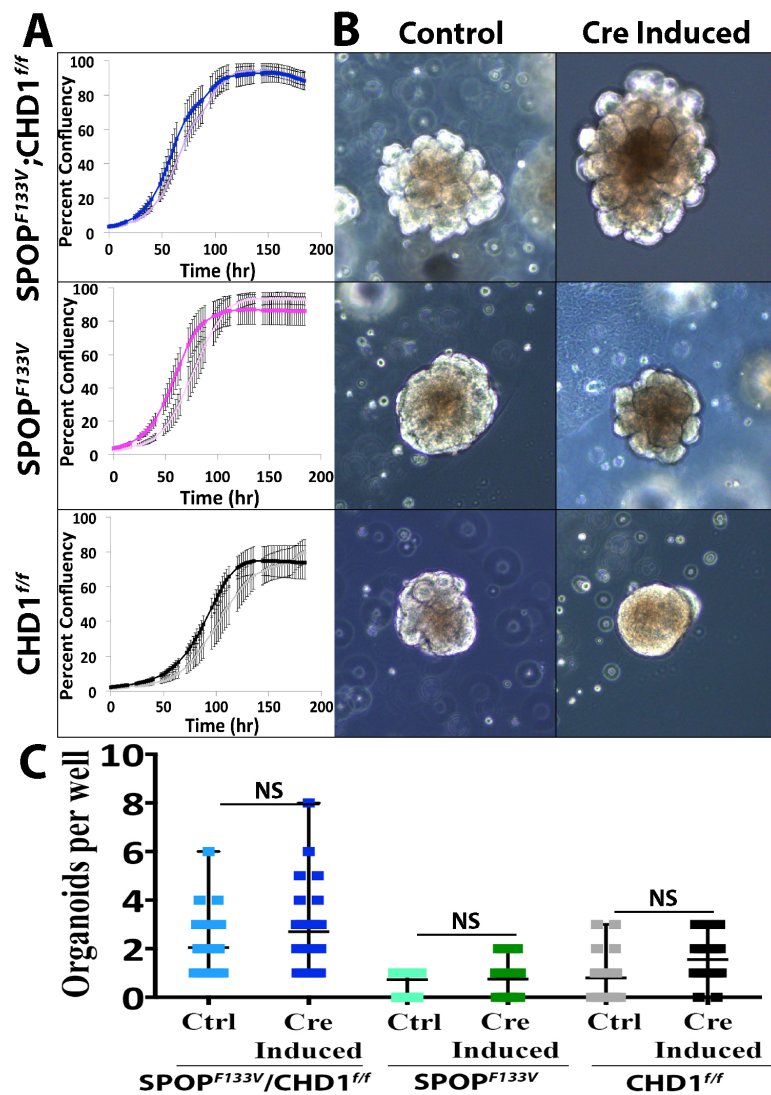 A
B
Control
Cre Induced
SPOP^F133V;CHD1^f/f
Percent Confluency
100
80
60
40
20
0
0 50 100 150 200
Time (hr)
SPOP^F133V
Percent Confluency
100
80
60
40
20
0
0 50 100 150 200
Time (hr)
CHD1^f/f
Percent Confluency
100
80
60
40
20
0
0 50 100 150 200
Time (hr)
C
Organoids per well
10
8
6
4
2
0
NS
NS
NS
Ctrl Cre Induced Ctrl Cre Induced Ctrl Cre Induced
SPOP^F133V/CHD1^f/f SPOP^F133V CHD1^f/f